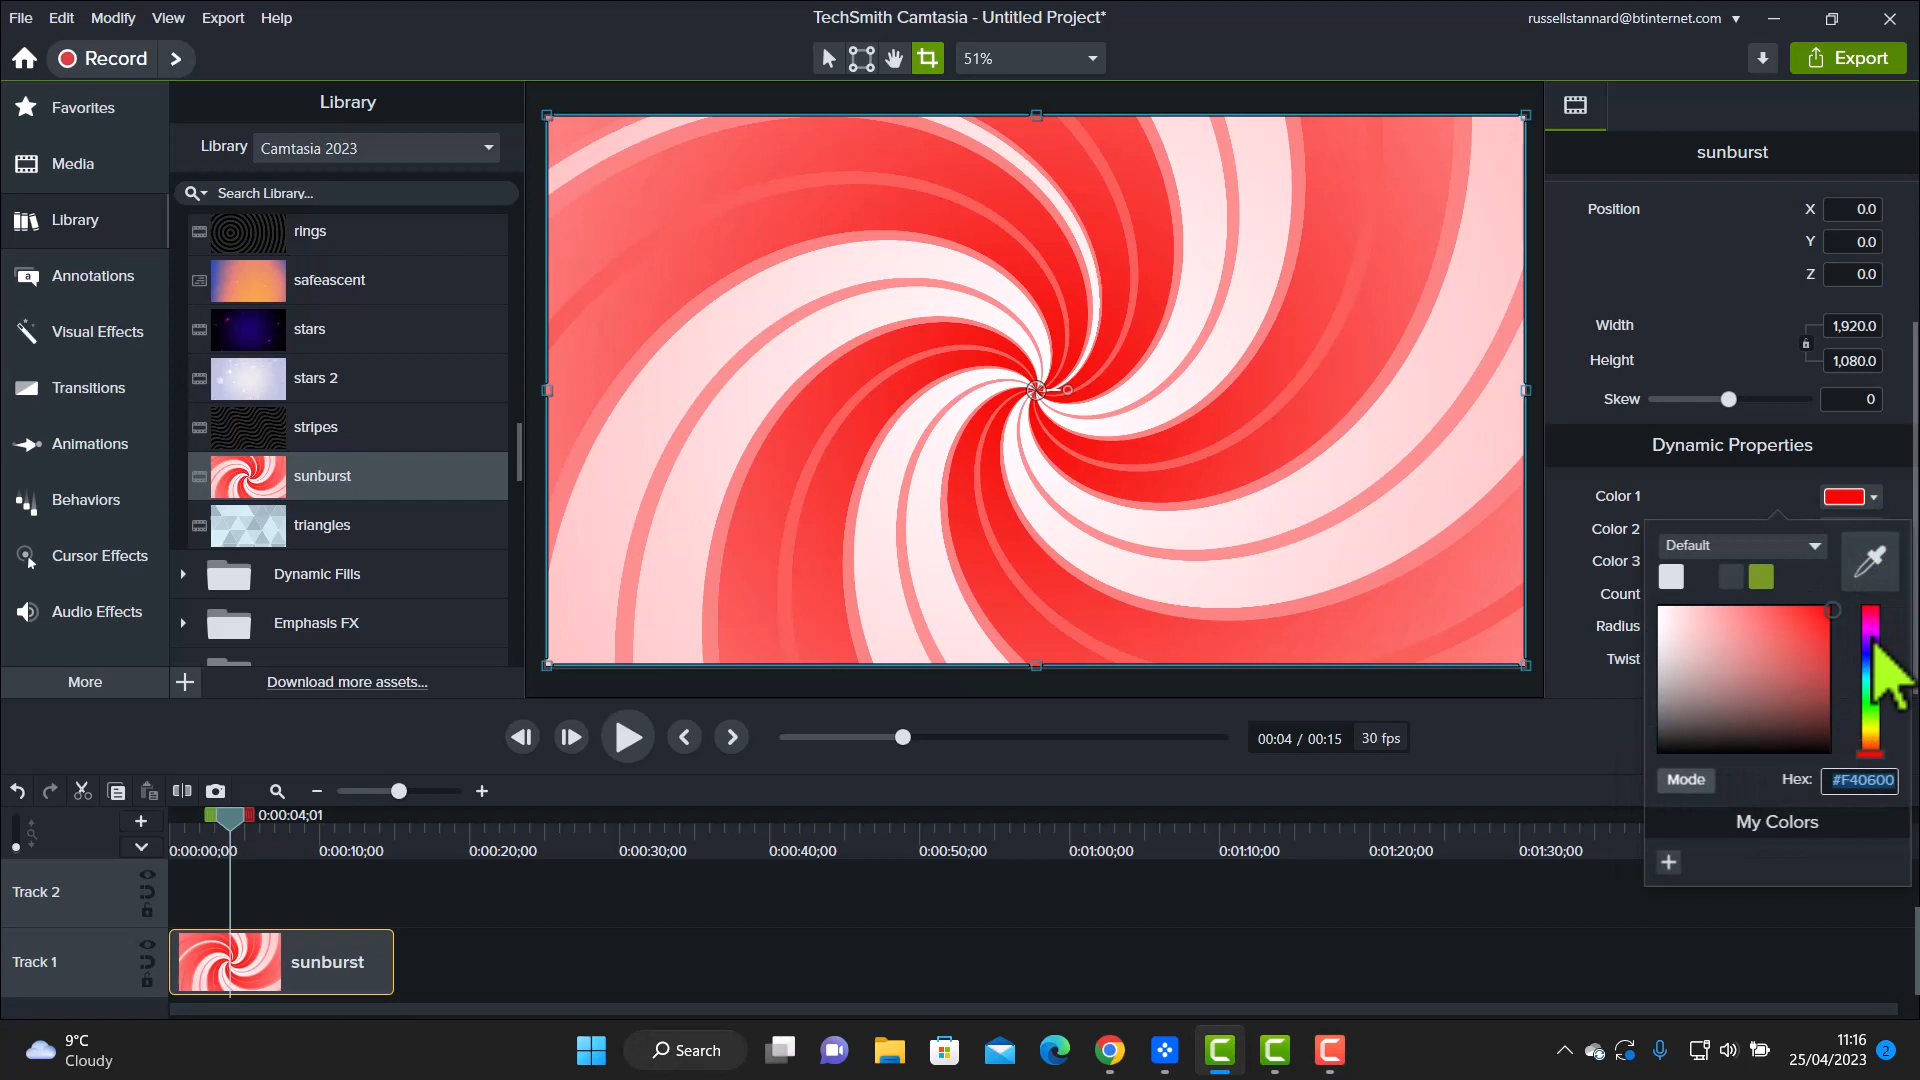 File Edit Modify View Export Help
TechSmith Camtasia - Untitled Project*
russellstannard@btinternet.com
Record
51%
Export
Favorites
Media
Library
Annotations
Visual Effects
Transitions
Animations
Behaviors
Cursor Effects
Audio Effects
More
Library
Library Camtasia 2023
Search Library...
rings
safeascent
stars
stars 2
stripes
sunburst
triangles
Dynamic Fills
Emphasis FX
Download more assets...
sunburst
Position X 0.0
Y 0.0
Z 0.0
Width 1,920.0
Height 1,080.0
Skew 0
Dynamic Properties
Color 1
Color 2
Color 3
Count
Radius
Twist
Default
Mode Hex: #F40600
My Colors
00:04 / 00:15 30 fps
0:00:04;01
0:00:00;00 0:00:10;00 0:00:20;00 0:00:30;00 0:00:40;00 0:00:50;00 0:01:00;00 0:01:10;00 0:01:20;00 0:01:30;00
Track 2
Track 1
sunburst
9°C
Cloudy
Search
11:16
25/04/2023
2